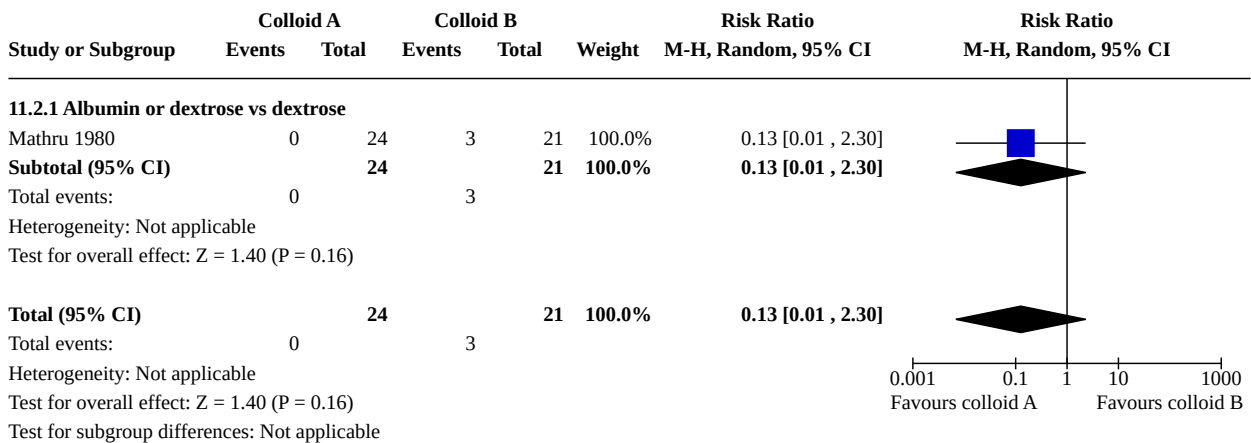 Colloid A Colloid B Risk Ratio Risk Ratio
Study or Subgroup Events Total Events Total Weight M-H, Random, 95% CI M-H, Random, 95% CI
11.2.1 Albumin or dextrose vs dextrose
Mathru 1980 0 24 3 21 100.0% 0.13 [0.01 , 2.30]
Subtotal (95% CI) 24 21 100.0% 0.13 [0.01 , 2.30]
Total events: 0 3
Heterogeneity: Not applicable
Test for overall effect: Z = 1.40 (P = 0.16)
Total (95% CI) 24 21 100.0% 0.13 [0.01 , 2.30]
Total events: 0 3
Heterogeneity: Not applicable
0.001 0.1 1 10 1000
Test for overall effect: Z = 1.40 (P = 0.16)
Favours colloid A Favours colloid B
Test for subgroup differences: Not applicable